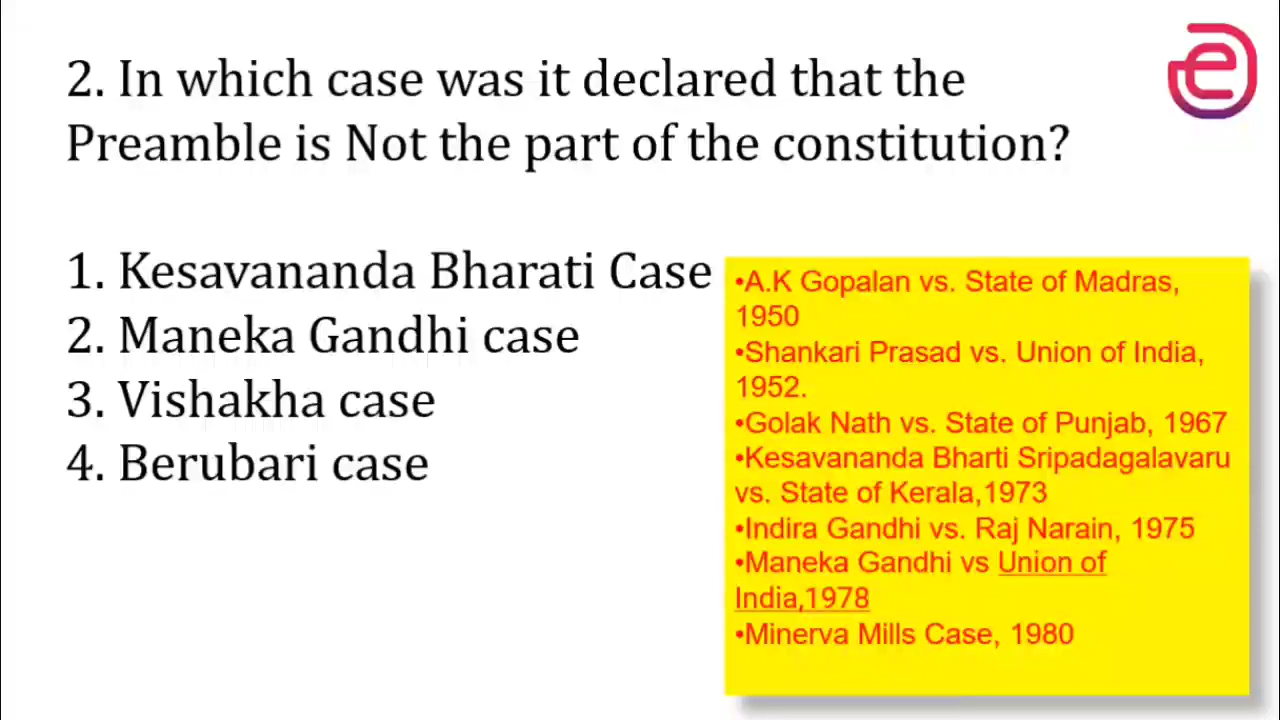 2. In which case was it declared that the
Preamble is Not the part of the constitution?
1. Kesavananda Bharati Case
2. Maneka Gandhi case
3. Vishakha case
4. Berubari case
•A.K Gopalan vs. State of Madras,
1950
•Shankari Prasad vs. Union of India,
1952.
•Golak Nath vs. State of Punjab, 1967
•Kesavananda Bharti Sripadagalavaru
vs. State of Kerala,1973
•Indira Gandhi vs. Raj Narain, 1975
•Maneka Gandhi vs Union of
India,1978
•Minerva Mills Case, 1980